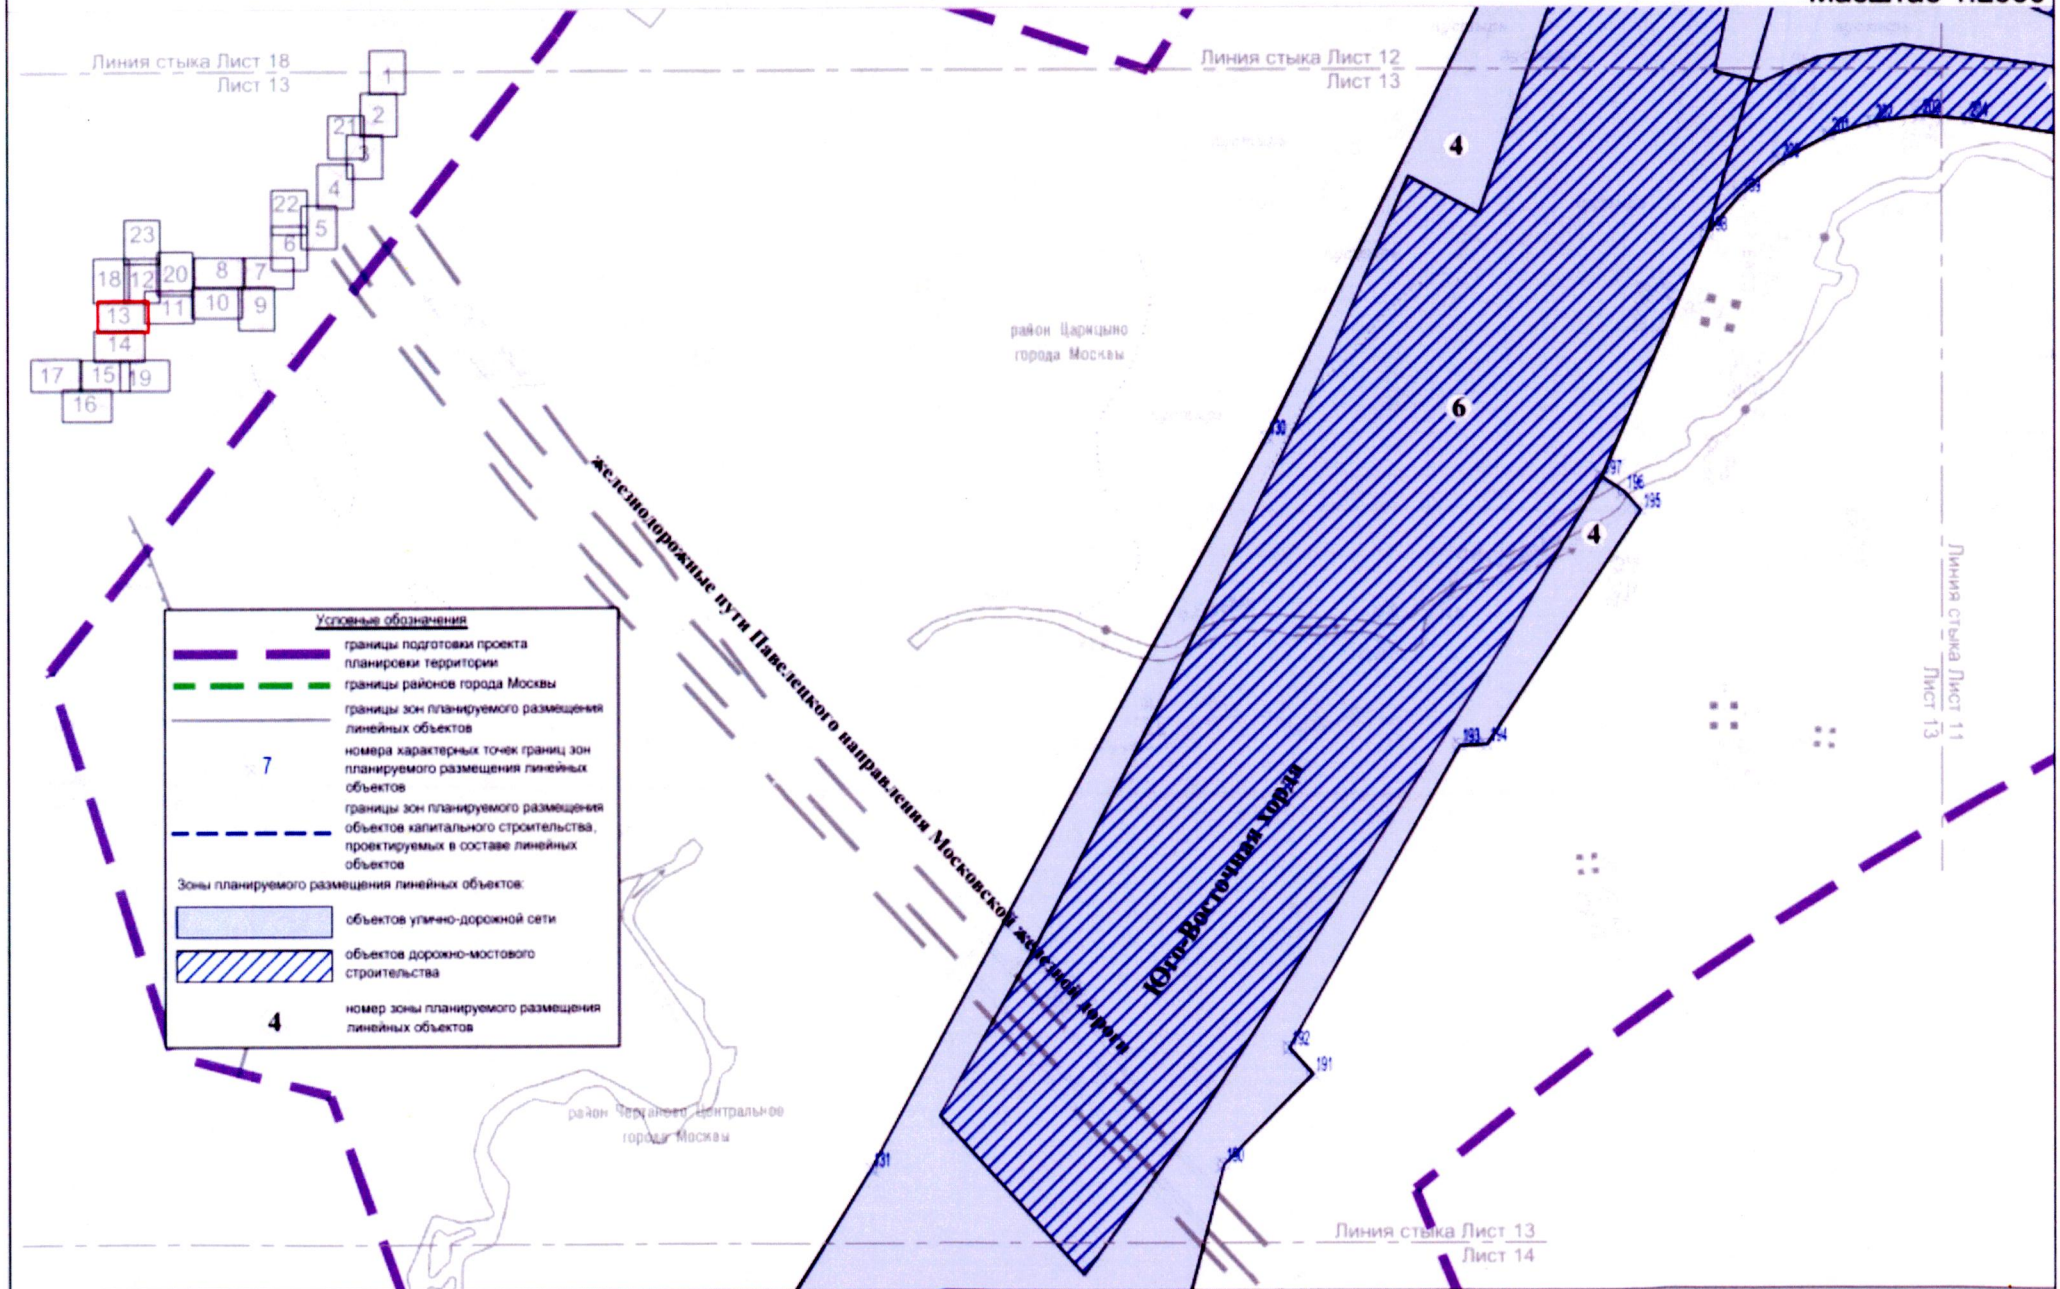 Линия стыка Лист 18
Лист 13
1
2
21
3
4
22
5
6
23
18
12
20
8
7
13
11
10
9
14
17
15
19
16
Линия стыка Лист 12
Лист 13
4
198
район Царицыно
города Москвы
6
196
195
4
железнодорожные пути Павелецкого направления Московской железной дороги
Юго-Восточная хорда
Линия стыка Лист 11
Лист 13
193
192
191
190
Условные обозначения
границы подготовки проекта
планировки территории
границы районов города Москвы
границы зон планируемого размещения
линейных объектов
7
номера характерных точек границ зон
планируемого размещения линейных
объектов
границы зон планируемого размещения
объектов капитального строительства,
проектируемых в составе линейных
объектов
Зоны планируемого размещения линейных объектов:
объектов улично-дорожной сети
объектов дорожно-мостового
строительства
4
номер зоны планируемого размещения
линейных объектов
район Чертаново Центральное
города Москвы
Линия стыка Лист 13
Лист 14